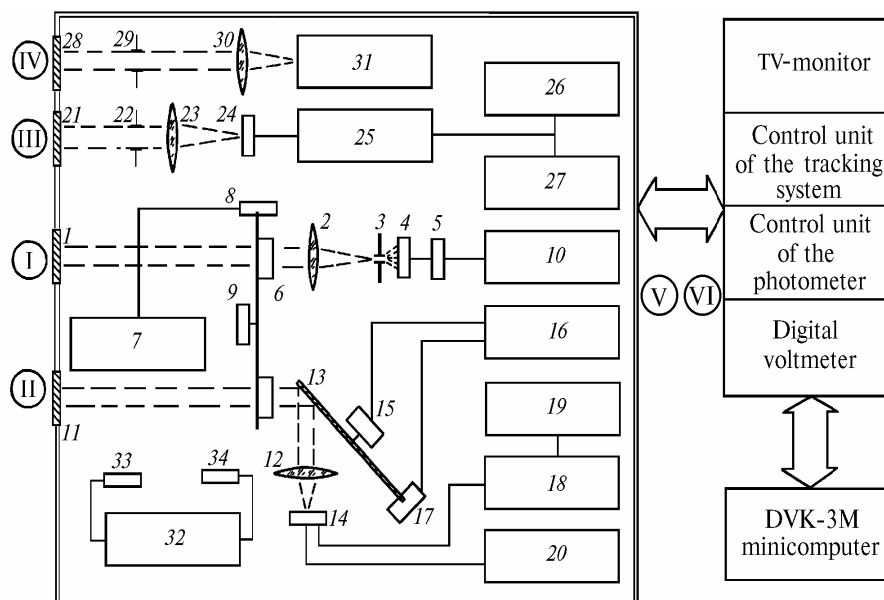 28 29 30
IV
31
21 22 23 24
III
25
26
27
8
1
I
2 3 4 5
10
6
9
7
16
II
11
13
15
19
12
18
17
33 34
14
32
20
V VI
TV-monitor
Control unit
of the tracking
system
Control unit
of the
photometer
Digital
voltmeter
DVK-3M
minicomputer